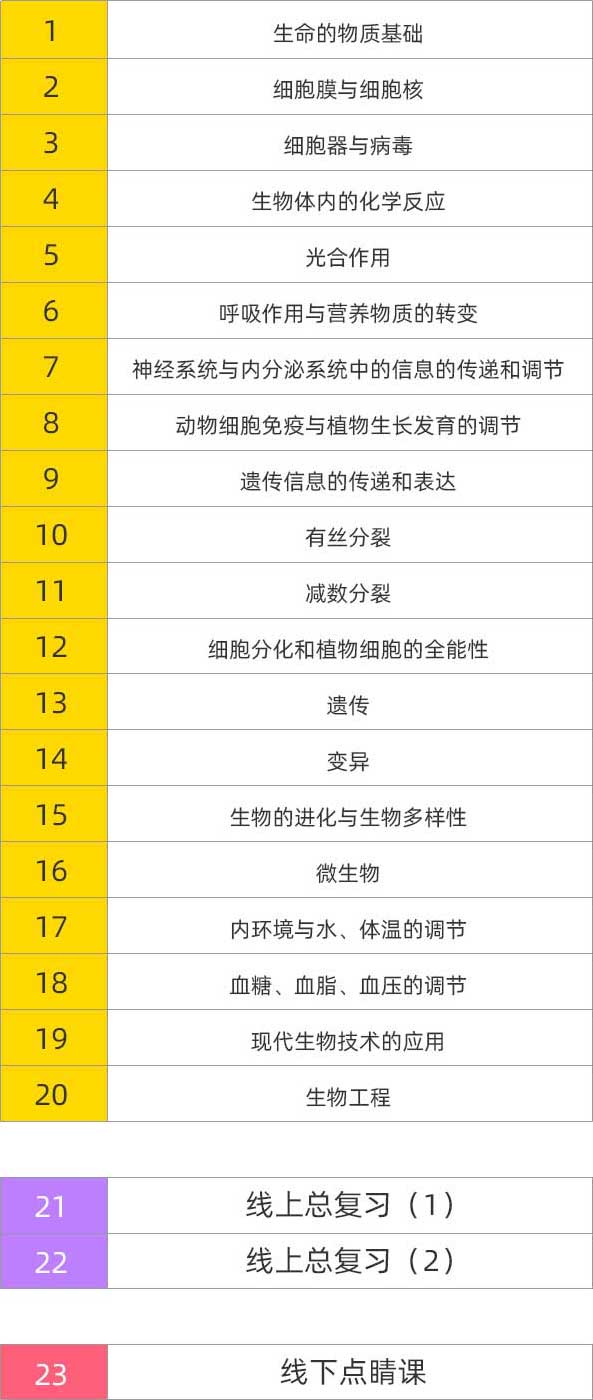 1 生命的物质基础
2 细胞膜与细胞核
3 细胞器与病毒
4 生物体内的化学反应
5 光合作用
6 呼吸作用与营养物质的转变
7 神经系统与内分泌系统中的信息的传递和调节
8 动物细胞免疫与植物生长发育的调节
9 遗传信息的传递和表达
10 有丝分裂
11 减数分裂
12 细胞分化和植物细胞的全能性
13 遗传
14 变异
15 生物的进化与生物多样性
16 微生物
17 内环境与水、体温的调节
18 血糖、血脂、血压的调节
19 现代生物技术的应用
20 生物工程
21 线上总复习（1）
22 线上总复习（2）
23 线下点睛课